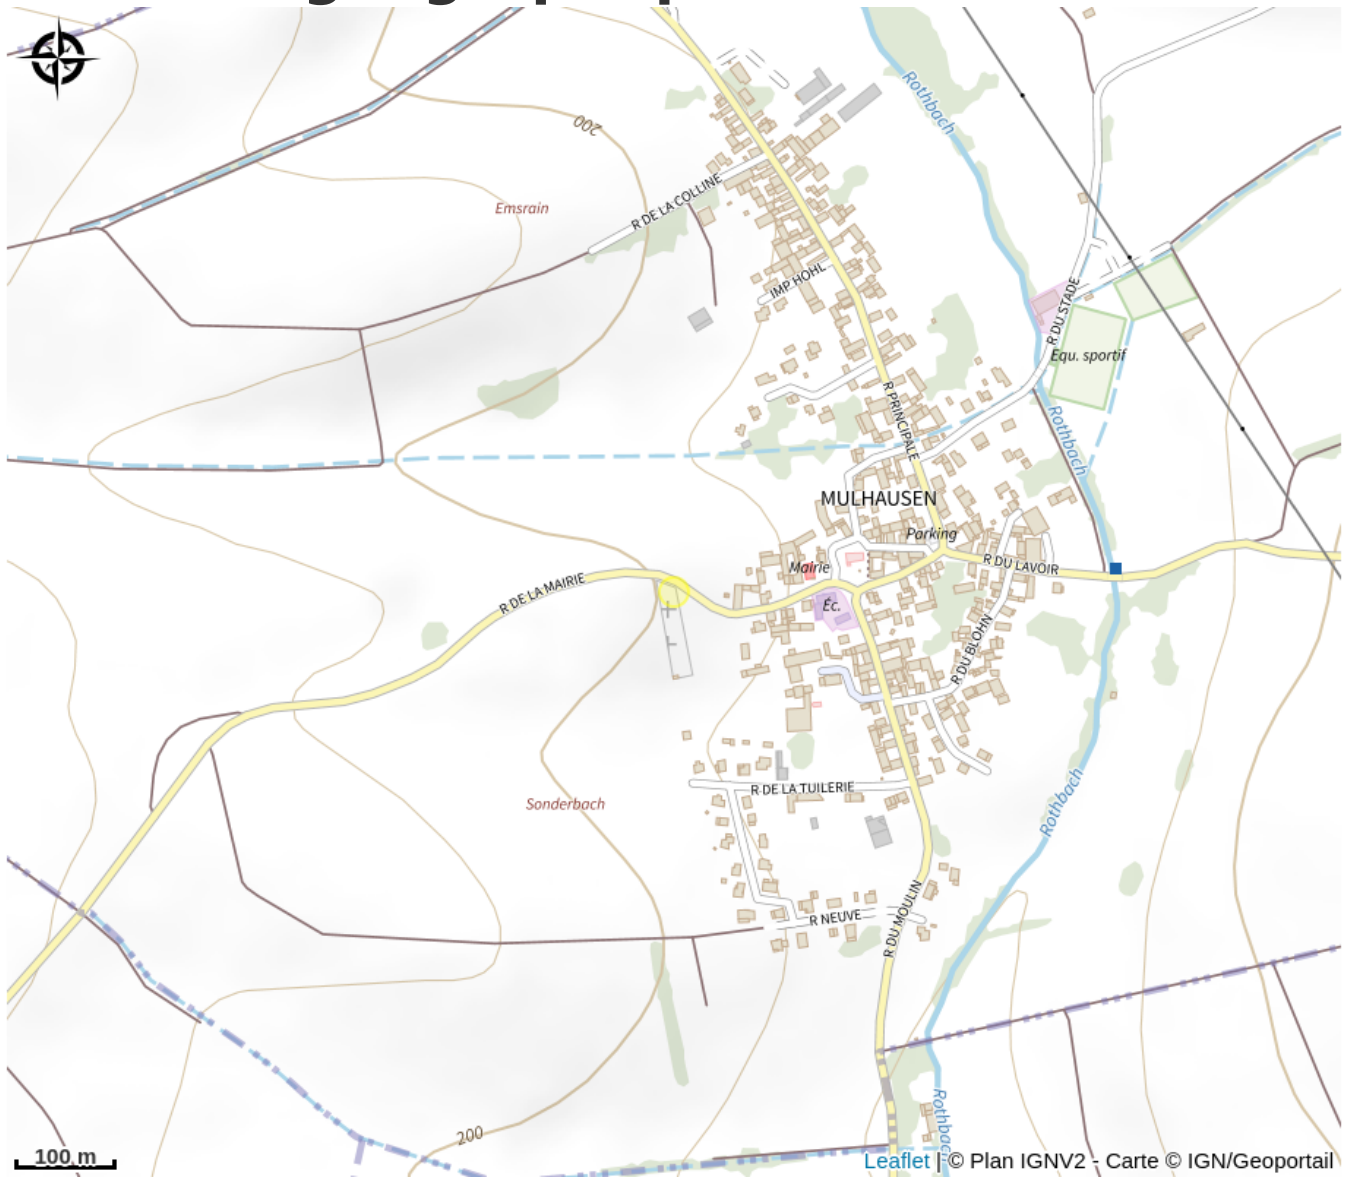 Rothbach
200
R DE LA COLLINE
Emsrain
IMP HOHL
R DU STADE
Equ. sportif
R PRINCIPALE
Rothbach
MULHAUSEN
Parking
R DU LAVOIR
Mairie
R DE LA MAIRIE
Éc.
R DU BLOHN
R DE LA TUILERIE
Sonderbach
Rothbach
R NEUVE
R DU MOULIN
Rothbach
200
100 m
Leaflet | © Plan IGNV2 - Carte © IGN/Geoportail